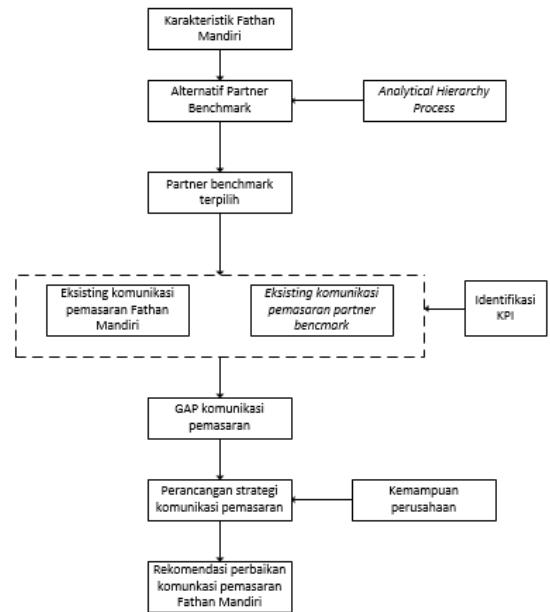 Karakteristik Fathan
Mandiri
Alternatif Partner
Benchmark
Analytical Hierarchy
Process
Partner benchmark
terpilih
Eksisting komunikasi
pemasaran Fathan
Mandiri
Eksisting komunikasi
pemasaran partner
bencmark
Identifikasi
KPI
GAP komunikasi
pemasaran
Perancangan strategi
komunikasi pemasaran
Kemampuan
perusahaan
Rekomendasi perbaikan
komunkasi pemasaran
Fathan Mandiri